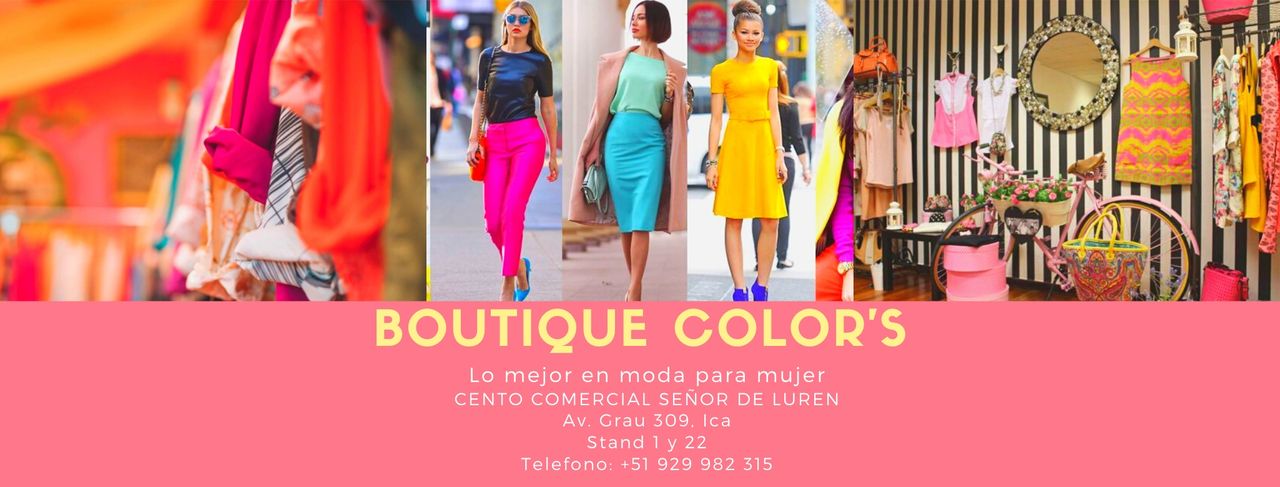 BOUTIQUE COLOR'S
Lo mejor en moda para mujer
CENTO COMERCIAL SEÑOR DE LUREN
Av. Grau 309, Ica
Stand 1 y 22
Telefono: +51 929 982 315